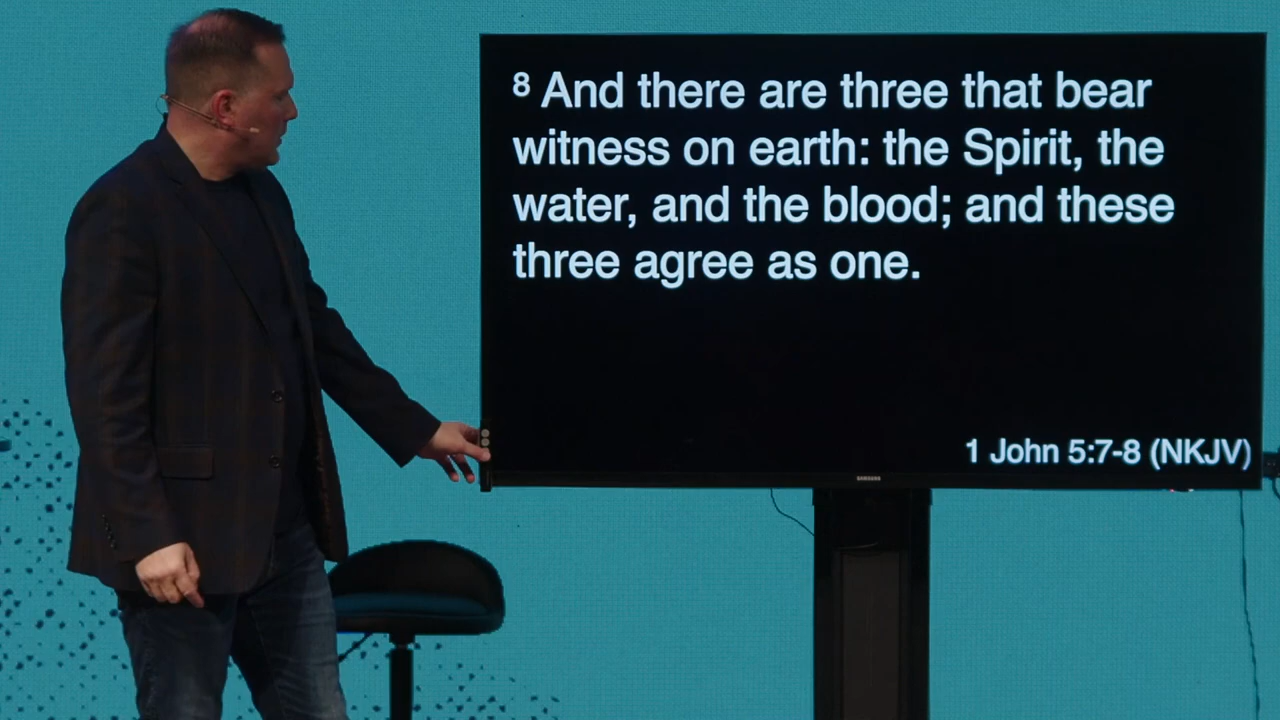 8 And there are three that bear
witness on earth: the Spirit, the
water, and the blood; and these
three agree as one.
1 John 5:7-8 (NKJV)
SAMSUNG